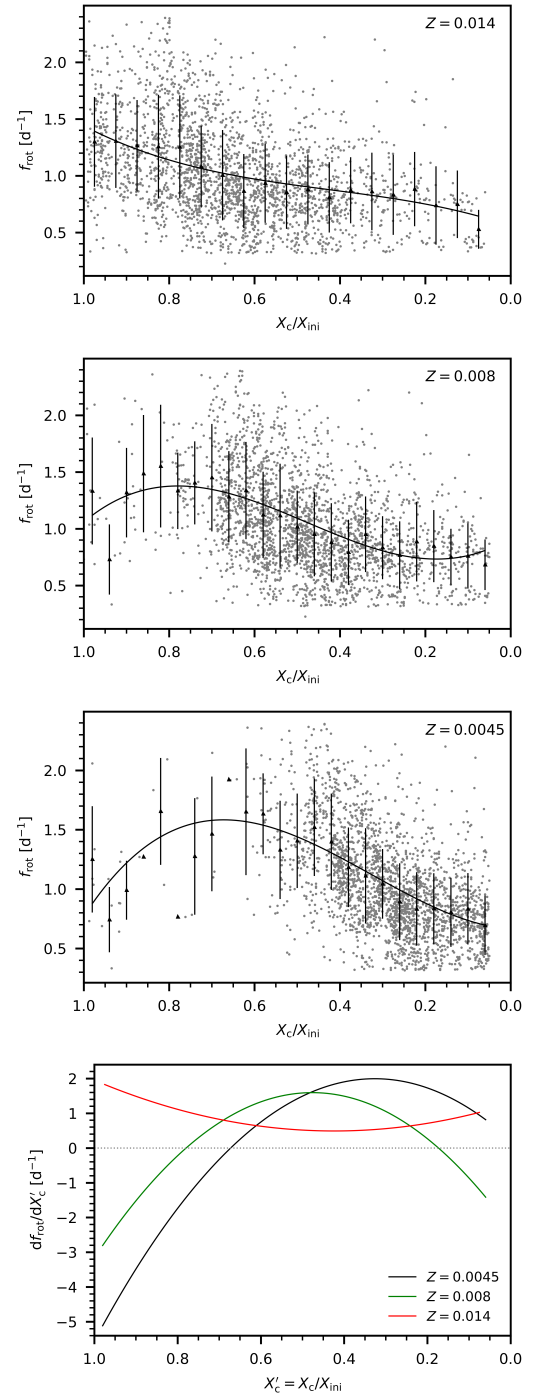 Z = 0.014
2.0
1.5
1.0
0.5
f_rot [d⁻¹]
1.0 0.8 0.6 0.4 0.2 0.0
X_c/X_ini
Z = 0.008
2.0
1.5
1.0
0.5
f_rot [d⁻¹]
1.0 0.8 0.6 0.4 0.2 0.0
X_c/X_ini
Z = 0.0045
2.0
1.5
1.0
0.5
f_rot [d⁻¹]
1.0 0.8 0.6 0.4 0.2 0.0
X_c/X_ini
2
1
0
−1
−2
−3
−4
−5
df_rot/dX′_c [d⁻¹]
Z = 0.0045
Z = 0.008
Z = 0.014
1.0 0.8 0.6 0.4 0.2 0.0
X′_c = X_c/X_ini